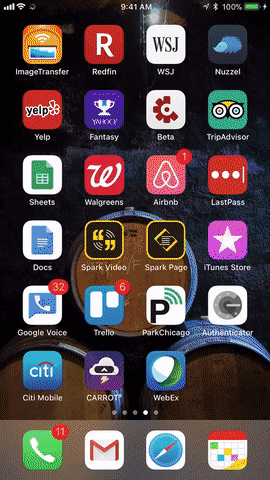 9:41 AM
100%
ImageTransfer
Redfin
WSJ
Nuzzel
R
WSJ
yelp
YAHOO!
Yelp
Fantasy
Beta
TripAdvisor
1
Sheets
Walgreens
Airbnb
LastPass
Docs
Spark Video
Spark Page
iTunes Store
32
6
Google Voice
Trello
ParkChicago
Authenticator
citi
P
Citi Mobile
CARROT°
WebEx
11